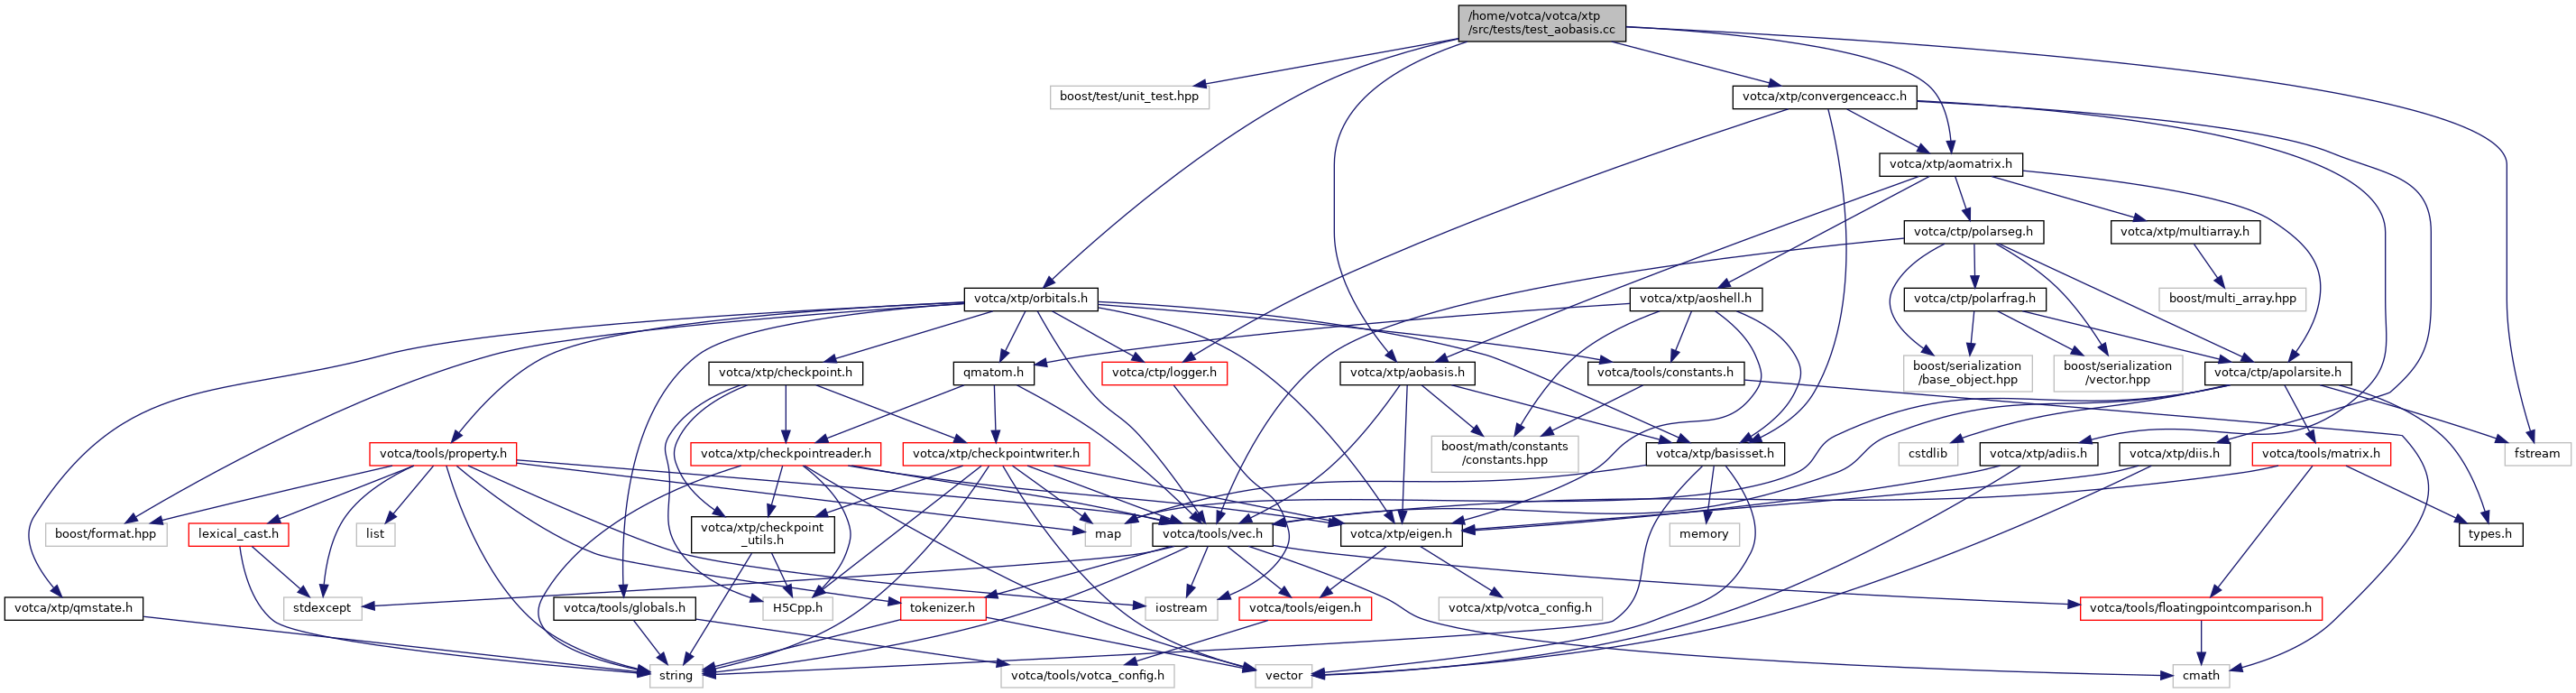 /home/votca/votca/xtp
/src/tests/test_aobasis.cc
boost/test/unit_test.hpp
votca/xtp/convergenceacc.h
votca/xtp/aomatrix.h
votca/ctp/polarseg.h
votca/xtp/multiarray.h
votca/xtp/orbitals.h
votca/xtp/aoshell.h
votca/ctp/polarfrag.h
boost/multi_array.hpp
votca/xtp/checkpoint.h
qmatom.h
votca/ctp/logger.h
votca/xtp/aobasis.h
votca/tools/constants.h
boost/serialization
/base_object.hpp
boost/serialization
/vector.hpp
votca/ctp/apolarsite.h
votca/tools/property.h
votca/xtp/checkpointreader.h
votca/xtp/checkpointwriter.h
boost/math/constants
/constants.hpp
votca/xtp/basisset.h
cstdlib
votca/xtp/adiis.h
votca/xtp/diis.h
votca/tools/matrix.h
fstream
boost/format.hpp
lexical_cast.h
list
votca/xtp/checkpoint
_utils.h
map
votca/tools/vec.h
votca/xtp/eigen.h
memory
types.h
votca/xtp/qmstate.h
stdexcept
votca/tools/globals.h
H5Cpp.h
tokenizer.h
iostream
votca/tools/eigen.h
votca/xtp/votca_config.h
votca/tools/floatingpointcomparison.h
string
votca/tools/votca_config.h
vector
cmath